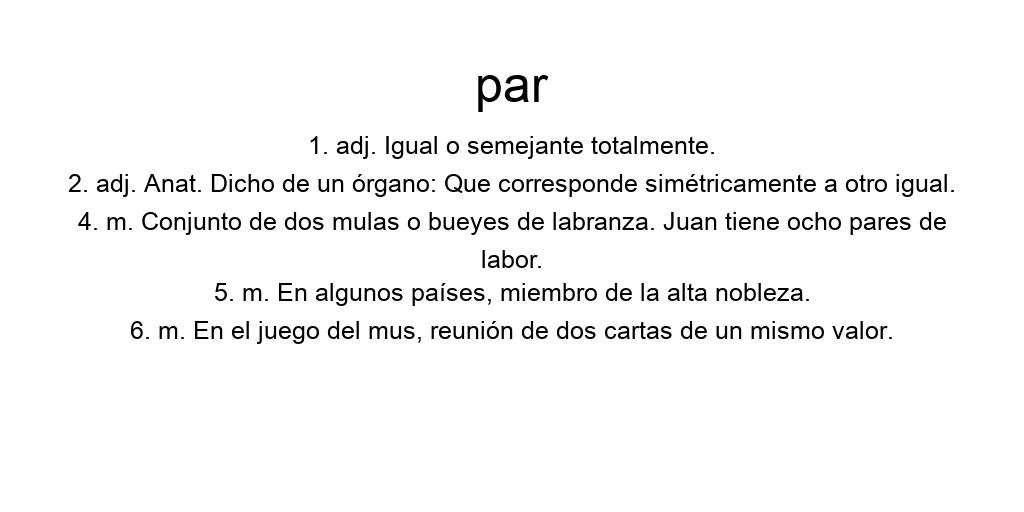 par
1. adj. Igual o semejante totalmente.
2. adj. Anat. Dicho de un órgano: Que corresponde simétricamente a otro igual.
4. m. Conjunto de dos mulas o bueyes de labranza. Juan tiene ocho pares de
labor.
5. m. En algunos países, miembro de la alta nobleza.
6. m. En el juego del mus, reunión de dos cartas de un mismo valor.